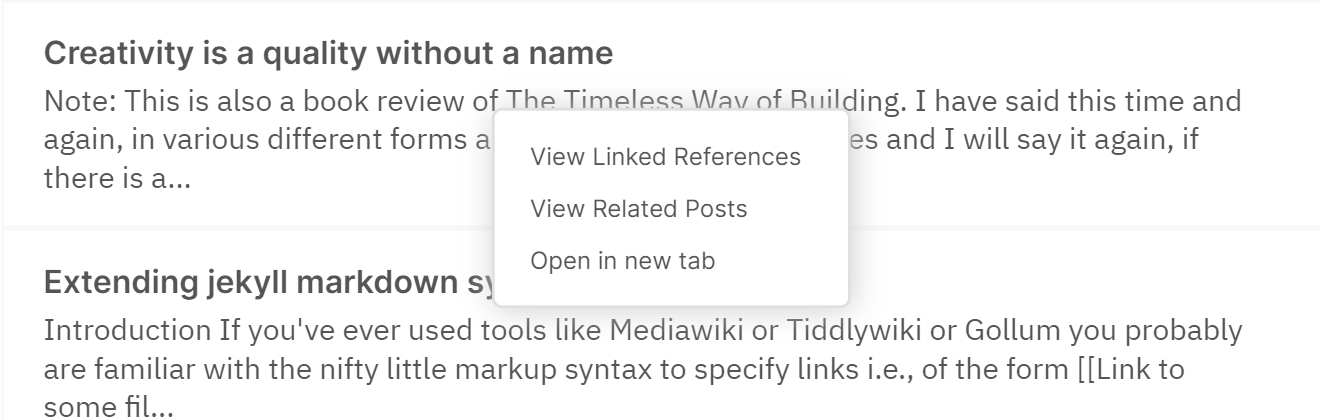 Creativity is a quality without a name
Note: This is also a book review of The Timeless Way of Building. I have said this time and
again, in various different forms a es and I will say it again, if
there is a...
View Linked References
View Related Posts
Open in new tab
Extending jekyll markdown sy
Introduction If you've ever used tools like Mediawiki or Tiddlywiki or Gollum you probably
are familiar with the nifty little markup syntax to specify links i.e., of the form [[Link to
some fil...